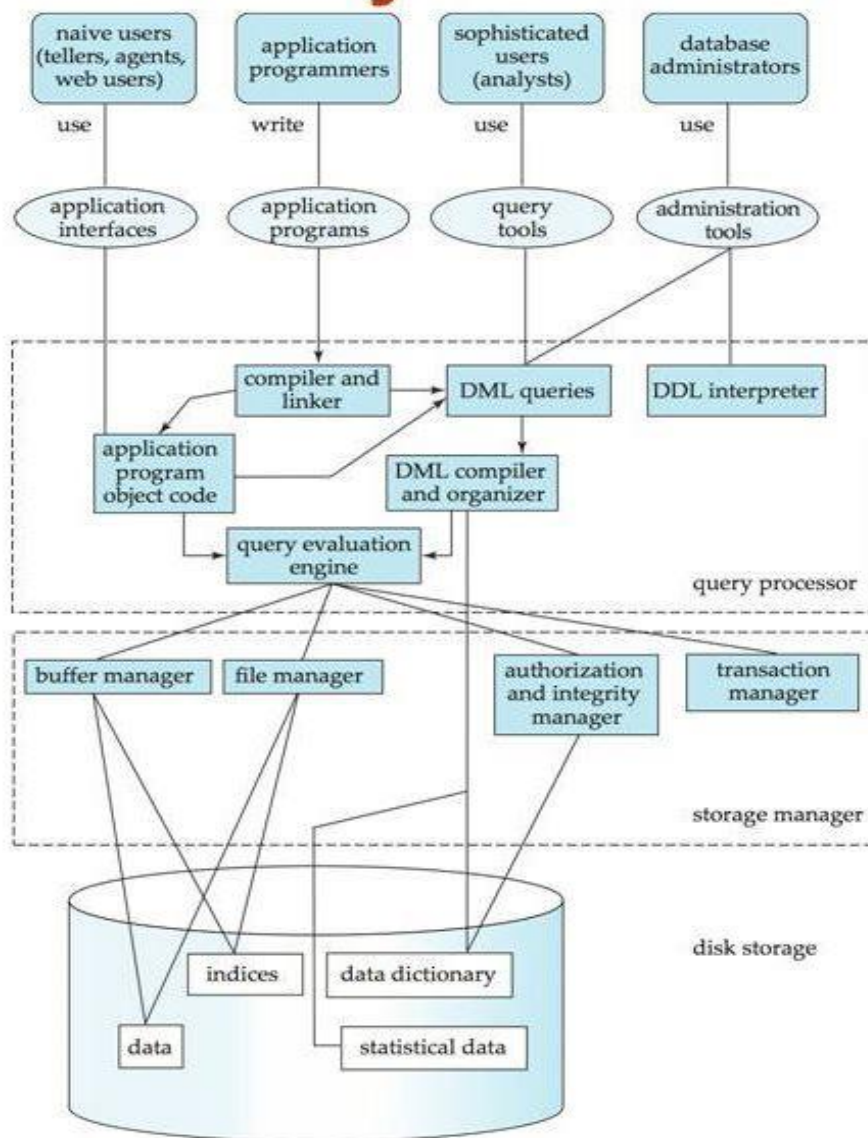 naive users
(tellers, agents,
web users)
application
programmers
sophisticated
users
(analysts)
database
administrators
use
write
use
use
application
interfaces
application
programs
query
tools
administration
tools
compiler and
linker
DML queries
DDL interpreter
application
program
object code
DML compiler
and organizer
query evaluation
engine
query processor
buffer manager
file manager
authorization
and integrity
manager
transaction
manager
storage manager
disk storage
indices
data dictionary
data
statistical data